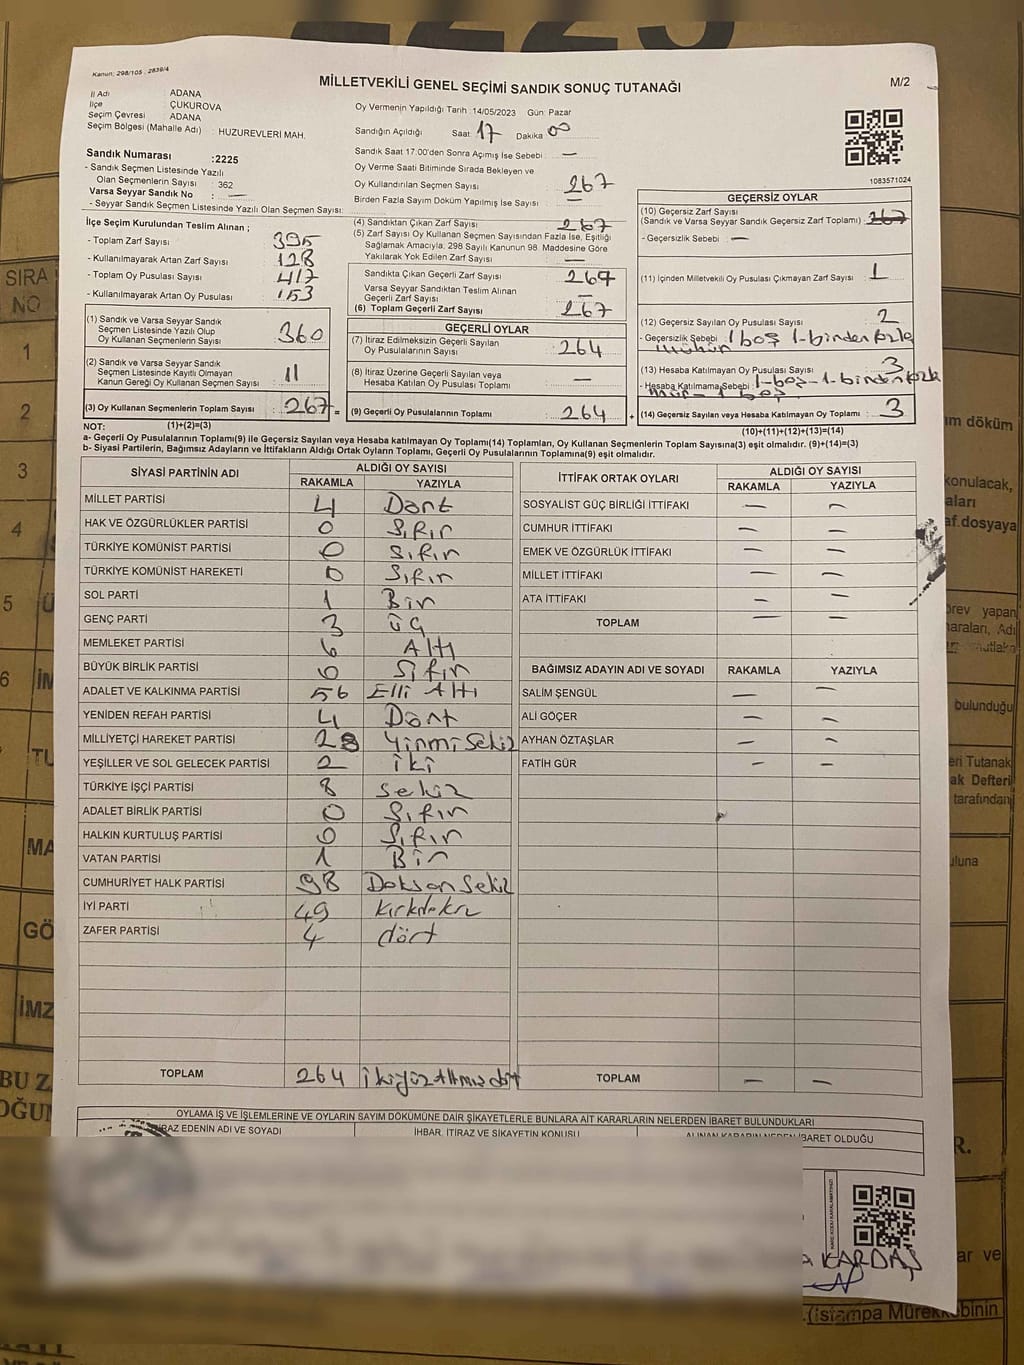 2225
Kanun: 298/105 , 2839/4
MİLLETVEKİLİ GENEL SEÇİMİ SANDIK SONUÇ TUTANAĞI
M/2
İl Adı ADANA
İlçe ÇUKUROVA
Seçim Çevresi ADANA
Seçim Bölgesi (Mahalle Adı) : HUZUREVLERİ MAH.
Oy Vermenin Yapıldığı Tarih :14/05/2023 Gün: Pazar
Sandığın Açıldığı Saat: 17 Dakika 00
Sandık Saat 17:00'den Sonra Açımış İse Sebebi : —
Oy Verme Saati Bitiminde Sırada Bekleyen ve
Oy Kullandırılan Seçmen Sayısı 267
Birden Fazla Sayım Döküm Yapılmış İse Sayısı : —
Sandık Numarası :2225
- Sandık Seçmen Listesinde Yazılı
Olan Seçmenlerin Sayısı : 362
Varsa Seyyar Sandık No : —
- Seyyar Sandık Seçmen Listesinde Yazılı Olan Seçmen Sayısı:
1083571024
İlçe Seçim Kurulundan Teslim Alınan ;
- Toplam Zarf Sayısı 395
- Kullanılmayarak Artan Zarf Sayısı : 128
- Toplam Oy Pusulası Sayısı 417
- Kullanılmayarak Artan Oy Pusulası : 153
(1) Sandık ve Varsa Seyyar Sandık
Seçmen Listesinde Yazılı Olup
Oy Kullanan Seçmenlerin Sayısı 360
(2) Sandık ve Varsa Seyyar Sandık
Seçmen Listesinde Kayıtlı Olmayan
Kanun Gereği Oy Kullanan Seçmen Sayısı : 11
(3) Oy Kullanan Seçmenlerin Toplam Sayısı : 267 =
(4) Sandıktan Çıkan Zarf Sayısı : 267
(5) Zarf Sayısı Oy Kullanan Seçmen Sayısından Fazla İse, Eşitliği
Sağlamak Amacıyla, 298 Sayılı Kanunun 98. Maddesine Göre
Yakılarak Yok Edilen Zarf Sayısı : —
Sandıkta Çıkan Geçerli Zarf Sayısı : 267
Varsa Seyyar Sandıktan Teslim Alınan
Geçerli Zarf Sayısı —
(6) Toplam Geçerli Zarf Sayısı : 267
GEÇERLİ OYLAR
(7) İtiraz Edilmeksizin Geçerli Sayılan
Oy Pusulalarının Sayısı : 264
(8) İtiraz Üzerine Geçerli Sayılan veya
Hesaba Katılan Oy Pusulası Toplamı : —
(9) Geçerli Oy Pusulalarının Toplamı : 264 +
GEÇERSİZ OYLAR
(10) Geçersiz Zarf Sayısı
(Sandık ve Varsa Seyyar Sandık Geçersiz Zarf Toplamı) : 267
- Geçersizlik Sebebi : —
(11) İçinden Milletvekili Oy Pusulası Çıkmayan Zarf Sayısı : 1
(12) Geçersiz Sayılan Oy Pusulası Sayısı : 2
- Geçersizlik Sebebi : 1 boş 1-birden fazla
mühür
(13) Hesaba Katılmayan Oy Pusulası Sayısı : 3
- Hesaba Katılmama Sebebi : 1-boş-1-birden fazla
1 boş
(14) Geçersiz Sayılan veya Hesaba Katılmayan Oy Toplamı : 3
NOT: (1)+(2)=(3)
(10)+(11)+(12)+(13)=(14)
a- Geçerli Oy Pusulalarının Toplamı(9) ile Geçersiz Sayılan veya Hesaba katılmayan Oy Toplamı(14) Toplamları, Oy Kullanan Seçmenlerin Toplam Sayısına(3) eşit olmalıdır. (9)+(14)=(3)
b- Siyasi Partilerin, Bağımsız Adayların ve İttifakların Aldığı Ortak Oyların Toplamı, Geçerli Oy Pusulalarının Toplamına(9) eşit olmalıdır.
SİYASİ PARTİNİN ADI ALDIĞI OY SAYISI
RAKAMLA YAZIYLA
MİLLET PARTİSİ 4 Dört
HAK VE ÖZGÜRLÜKLER PARTİSİ 0 Sıfır
TÜRKİYE KOMÜNİST PARTİSİ 0 Sıfır
TÜRKİYE KOMÜNİST HAREKETİ 0 Sıfır
SOL PARTİ 1 Bir
GENÇ PARTİ 3 üç
MEMLEKET PARTİSİ 6 Altı
BÜYÜK BİRLİK PARTİSİ 0 Sıfır
ADALET VE KALKINMA PARTİSİ 56 Elli Altı
YENİDEN REFAH PARTİSİ 4 Dört
MİLLİYETÇİ HAREKET PARTİSİ 28 Yirmi Sekiz
YEŞİLLER VE SOL GELECEK PARTİSİ 2 iki
TÜRKİYE İŞÇİ PARTİSİ 8 sekiz
ADALET BİRLİK PARTİSİ 0 Sıfır
HALKIN KURTULUŞ PARTİSİ 0 Sıfır
VATAN PARTİSİ 1 Bir
CUMHURİYET HALK PARTİSİ 98 Doksan Sekiz
İYİ PARTİ 49
ZAFER PARTİSİ 4 dört
TOPLAM 264 ikiyüz Altmış dört
İTTİFAK ORTAK OYLARI ALDIĞI OY SAYISI
RAKAMLA YAZIYLA
SOSYALİST GÜÇ BİRLİĞİ İTTİFAKI — —
CUMHUR İTTİFAKI — —
EMEK VE ÖZGÜRLÜK İTTİFAKI — —
MİLLET İTTİFAKI — —
ATA İTTİFAKI — —
TOPLAM — —
BAĞIMSIZ ADAYIN ADI VE SOYADI RAKAMLA YAZIYLA
SALİM ŞENGÜL — —
ALİ GÖÇER — —
AYHAN ÖZTAŞLAR — —
FATİH GÜR — —
TOPLAM — —
OYLAMA İŞ VE İŞLEMLERİNE VE OYLARIN SAYIM DÖKÜMÜNE DAİR ŞİKAYETLERLE BUNLARA AİT KARARLARIN NELERDEN İBARET BULUNDUKLARI
İRAZ EDENİN ADI VE SOYADI İHBAR, İTİRAZ VE ŞİKAYETİN KONUSU ALINAN KARARIN NEDEN İBARET OLDUĞU
KARDAŞ
SIRA
NO
1
2
3
4
5 Ü
6 İM
TU
MA
GÖ
İMZ
BU Z
OĞUN
ım döküm
konulacak,
aları
af.dosyaya
örev yapan
naraları, Adı
mutlaka
bulunduğu
eri Tutanak
ak Defteri
tarafından
uluna
R.
ar ve
(ıstampa Mürekkebinin